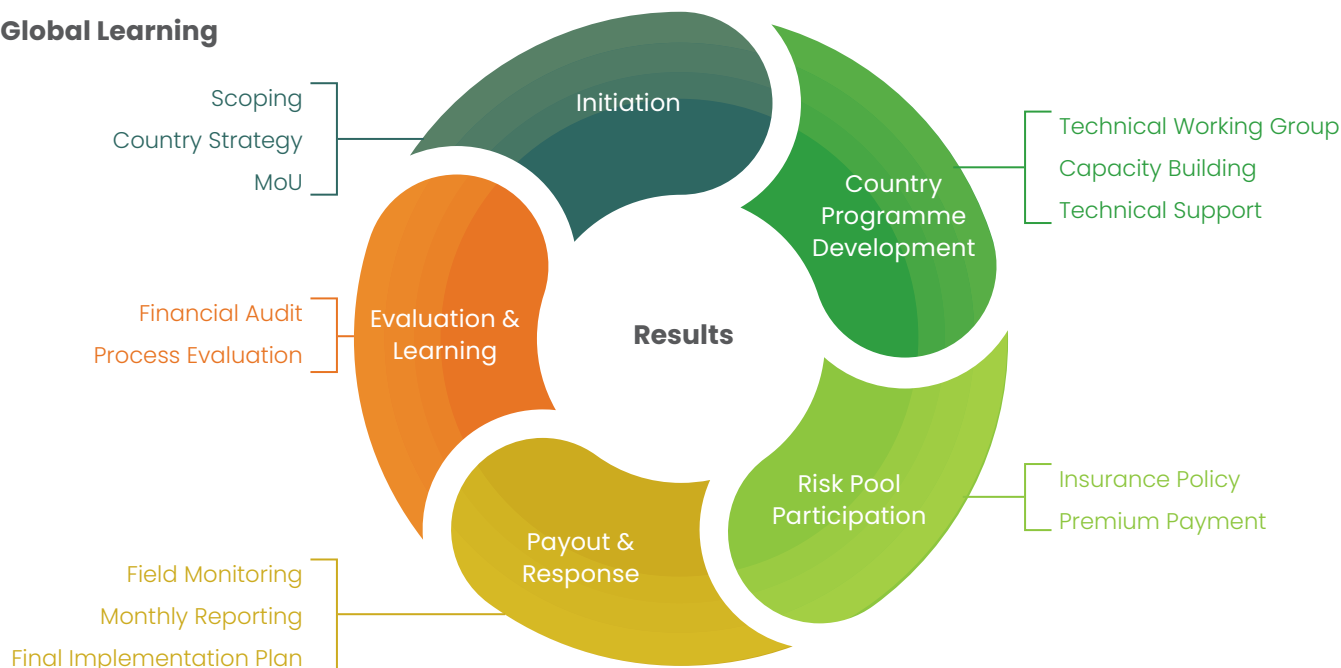 Global Learning
Scoping
Country Strategy
MoU
Initiation
Country
Programme
Development
Technical Working Group
Capacity Building
Technical Support
Financial Audit
Process Evaluation
Evaluation &
Learning
Results
Risk Pool
Participation
Insurance Policy
Premium Payment
Payout &
Response
Field Monitoring
Monthly Reporting
Final Implementation Plan